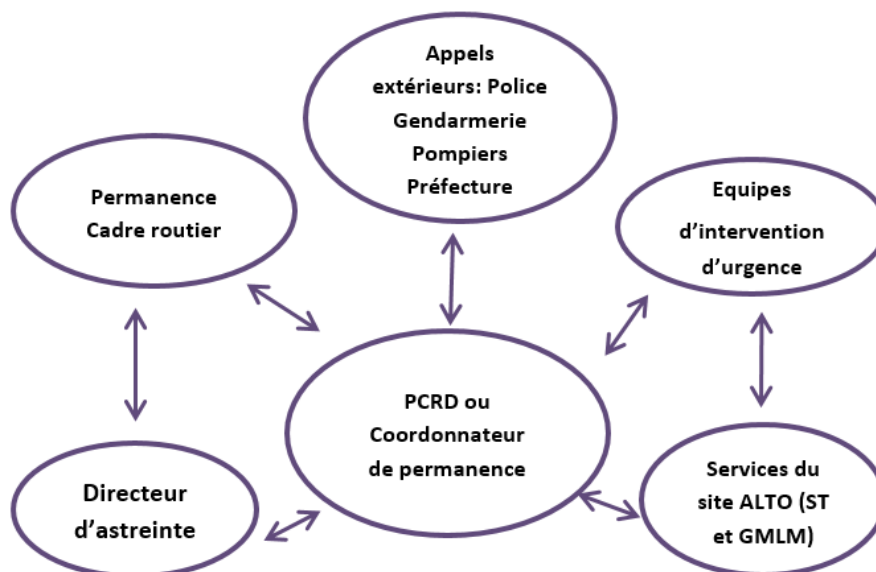 Appels
extérieurs: Police
Gendarmerie
Pompiers
Préfecture
Permanence
Cadre routier
Equipes
d’intervention
d’urgence
PCRD ou
Coordonnateur
de permanence
Directeur
d’astreinte
Services du
site ALTO (ST
et GMLM)